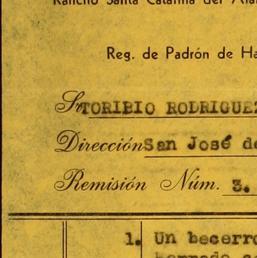 Rancho Santa Catalina del Ála
Reg. de Padrón de Ha
Sr. TORIBIO RODRIGUEZ
Dirección San José de
Remisión Núm. 3.
1. Un becerro